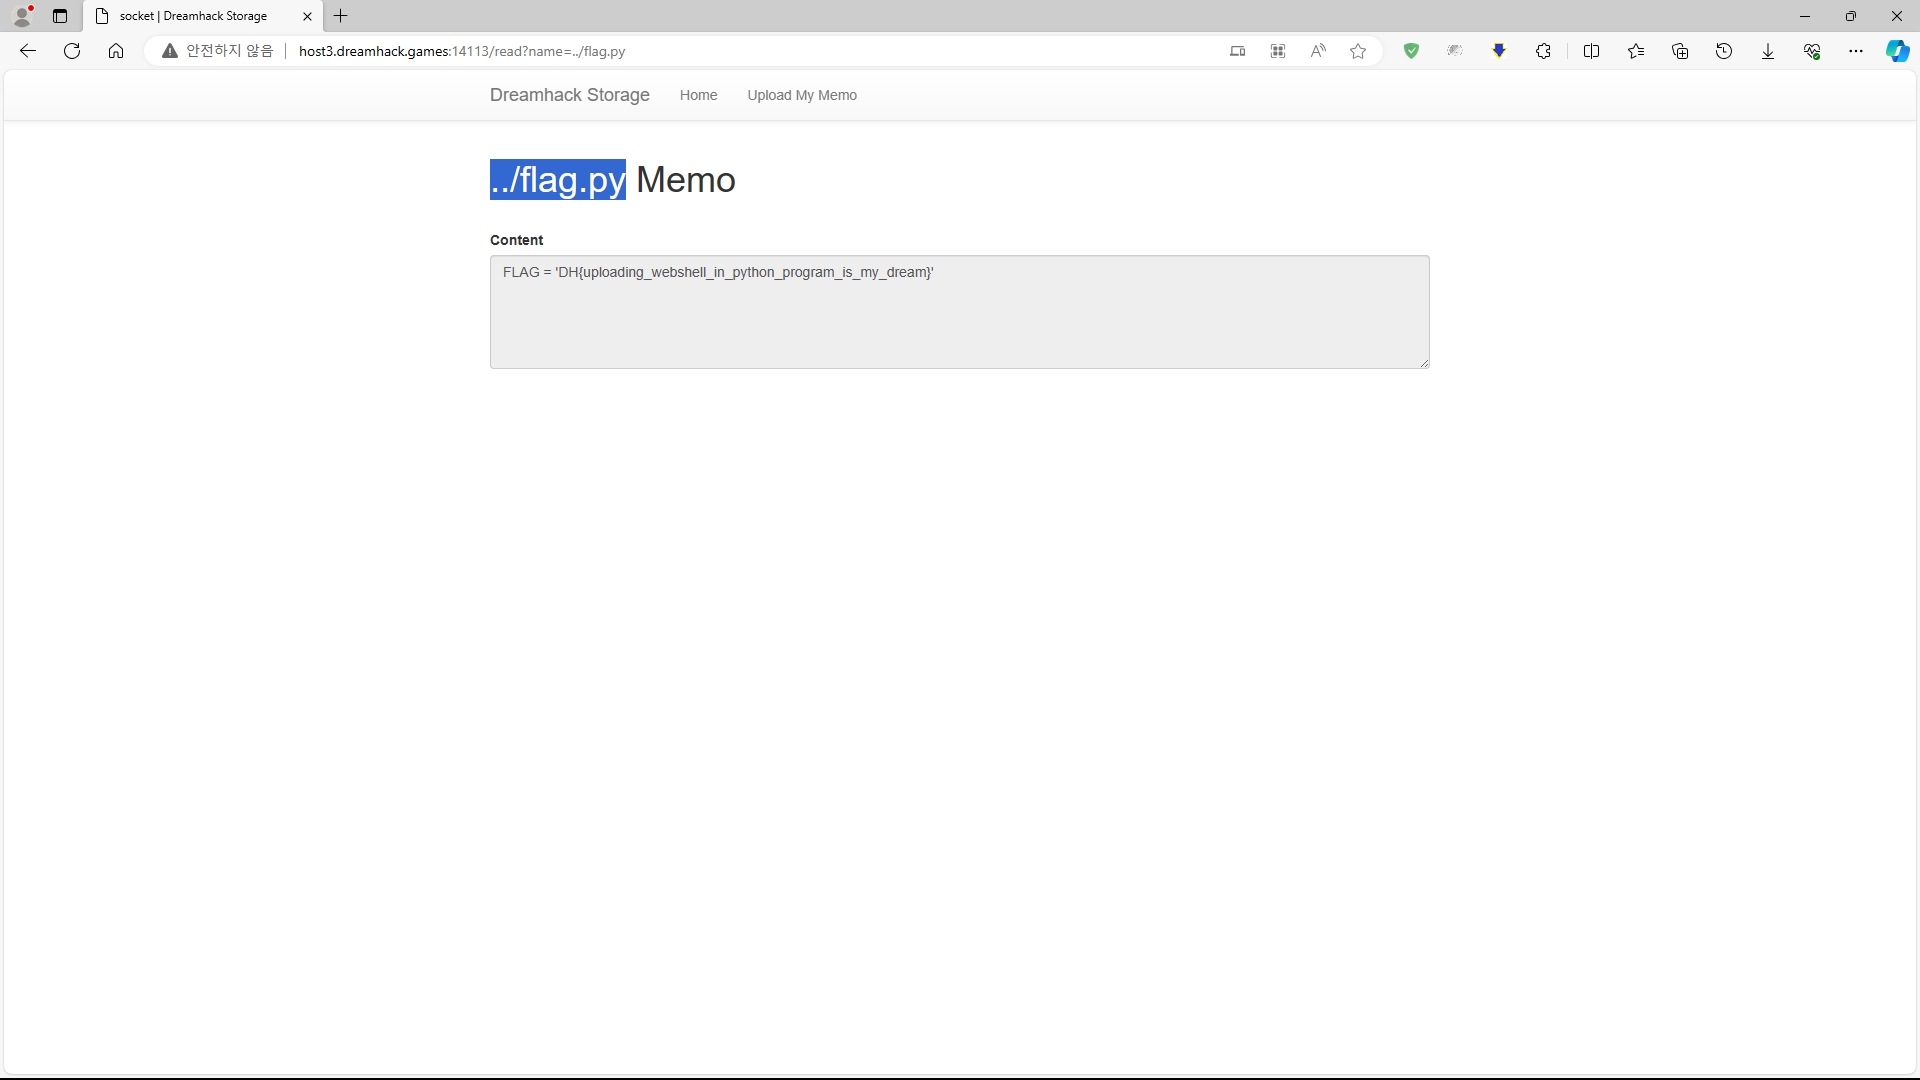 socket | Dreamhack Storage
안전하지 않음 host3.dreamhack.games:14113/read?name=../flag.py
Dreamhack Storage Home Upload My Memo
../flag.py Memo
Content
FLAG = 'DH{uploading_webshell_in_python_program_is_my_dream}'